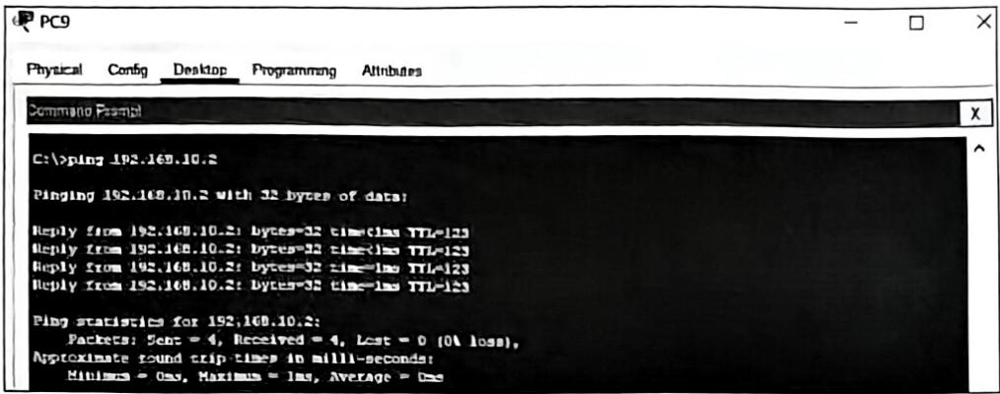 PC9
Physical Config Desktop Programming Attributes
Command Prompt
X
C:\>ping 192.168.10.2
Pinging 192.168.10.2 with 32 bytes of data:
Reply from 192.168.10.2: bytes=32 time<1ms TTL=123
Reply from 192.168.10.2: bytes=32 time<1ms TTL=123
Reply from 192.168.10.2: bytes=32 time=1ms TTL=123
Reply from 192.168.10.2: bytes=32 time=1ms TTL=123
Ping statistics for 192.168.10.2:
Packets: Sent = 4, Received = 4, Lost = 0 (0% loss),
Approximate round trip times in milli-seconds:
Minimum = 0ms, Maximum = 1ms, Average = 0ms